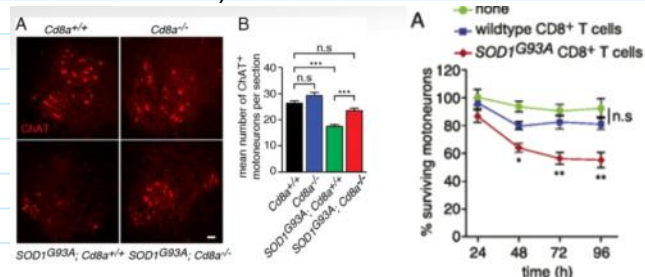 A
Cd8a+/+
Cd8a-/-
ChAT
SOD1G93A; Cd8a+/+
SOD1G93A; Cd8a-/-
B
mean number of ChAT+
motoneurons per section
n.s
***
n.s
***
40
30
20
10
0
Cd8a+/+
Cd8a-/-
SOD1G93A; Cd8a+/+
SOD1G93A; Cd8a-/-
A
none
wildtype CD8+ T cells
SOD1G93A CD8+ T cells
% surviving motoneurons
120
100
80
60
40
20
0
n.s
*
**
**
24
48
72
96
time (h)